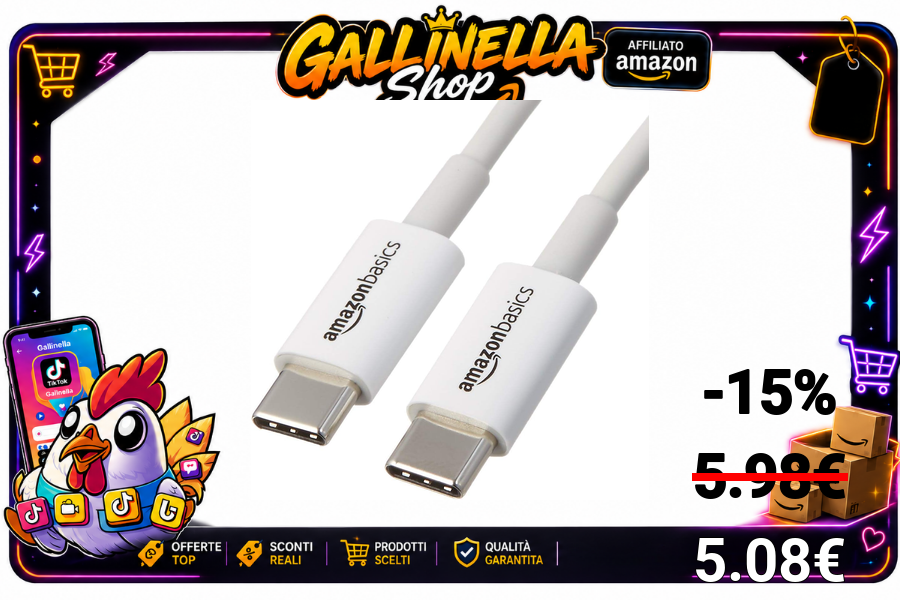 GALLINELLA
Shop
AFFILIATO
amazon
amazonbasics
amazonbasics
Gallinella
TikTok
Gallinella
-15%
5.98€
5.08€
OFFERTE
TOP
SCONTI
REALI
PRODOTTI
SCELTI
QUALITÀ
GARANTITA